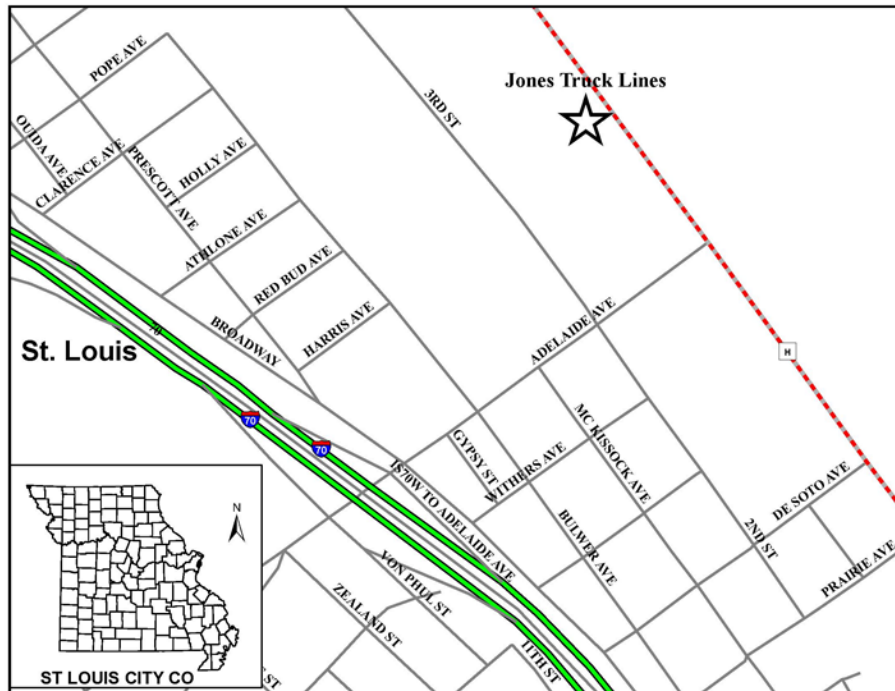 POPE AVE
Jones Truck Lines
3RD ST
OUIDA AVE
CLARENCE AVE
PRESCOTT AVE
HOLLY AVE
ATHLONE AVE
RED BUD AVE
BROADWAY
HARRIS AVE
ADELAIDE AVE
70
St. Louis
H
70
70
GYPSY ST
WITHERS AVE
MC KISSOCK AVE
IS70W TO ADELAIDE AVE
DE SOTO AVE
2ND ST
BULWER AVE
PRAIRIE AVE
VON PHUL ST
ZEALAND ST
11TH ST
N
ST LOUIS CITY CO
ST